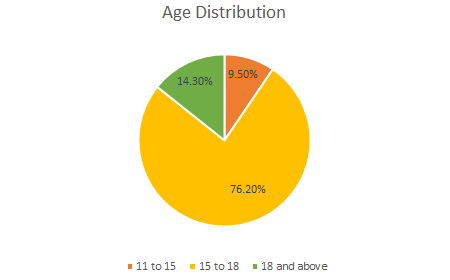 Age Distribution
9.50%
14.30%
76.20%
11 to 15 15 to 18 18 and above